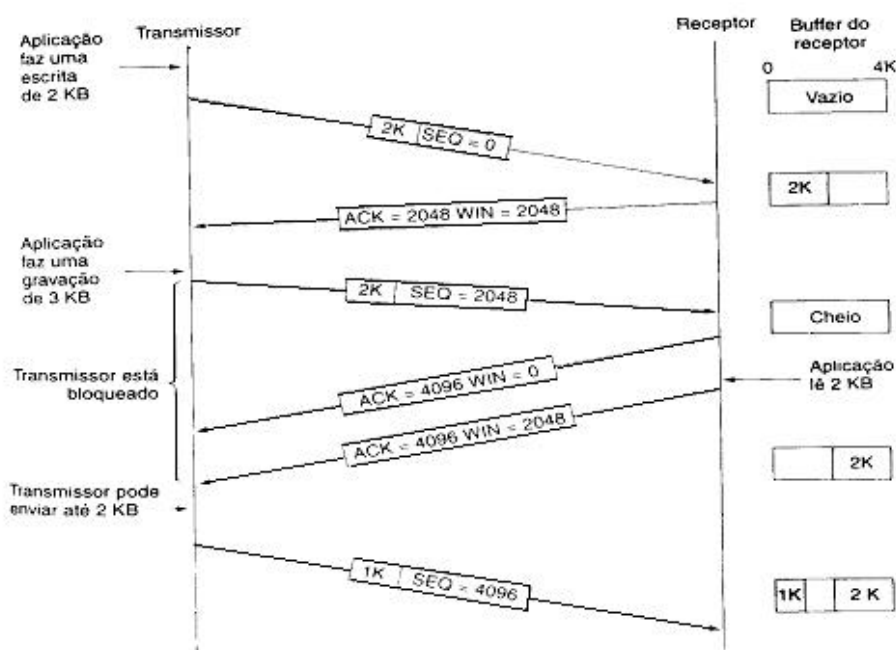 Aplicação
faz uma
escrita
de 2 KB
Transmissor
Receptor
Buffer do
receptor
0 4K
Vazio
2K SEQ = 0
2K
ACK = 2048 WIN = 2048
Aplicação
faz uma
gravação
de 3 KB
2K SEQ = 2048
Cheio
Transmissor está
bloqueado
ACK = 4096 WIN = 0
Aplicação
lê 2 KB
ACK = 4096 WIN = 2048
2K
Transmissor pode
enviar até 2 KB
1K SEQ = 4096
1K 2 K